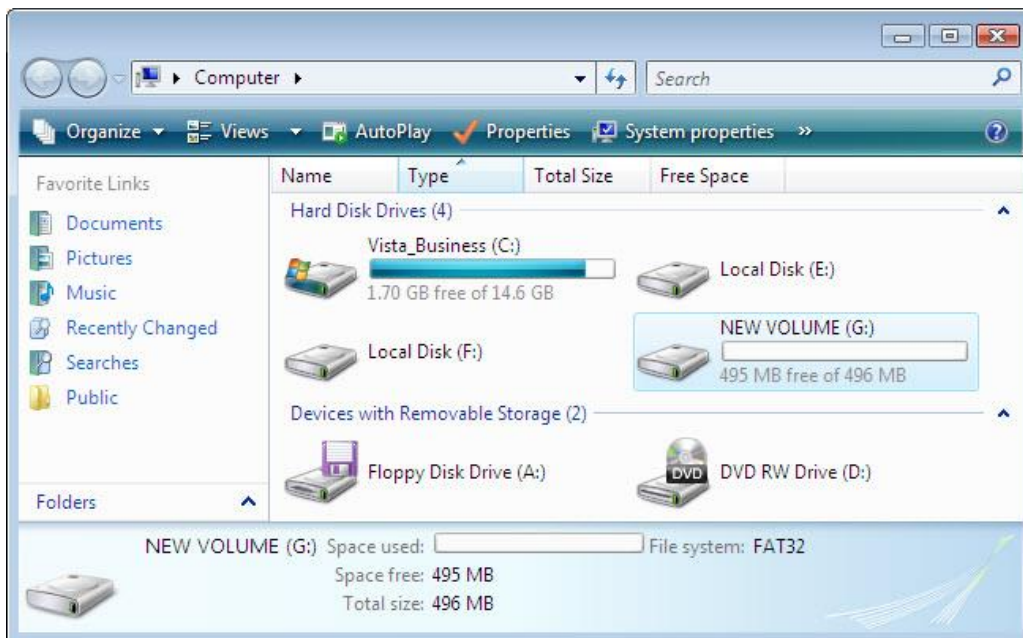 Computer
Search
Organize Views AutoPlay Properties System properties »
Favorite Links
Documents
Pictures
Music
Recently Changed
Searches
Public
Folders
Name Type Total Size Free Space
Hard Disk Drives (4)
Vista_Business (C:)
1.70 GB free of 14.6 GB
Local Disk (E:)
Local Disk (F:)
NEW VOLUME (G:)
495 MB free of 496 MB
Devices with Removable Storage (2)
Floppy Disk Drive (A:)
DVD
DVD RW Drive (D:)
NEW VOLUME (G:) Space used: File system: FAT32
Space free: 495 MB
Total size: 496 MB